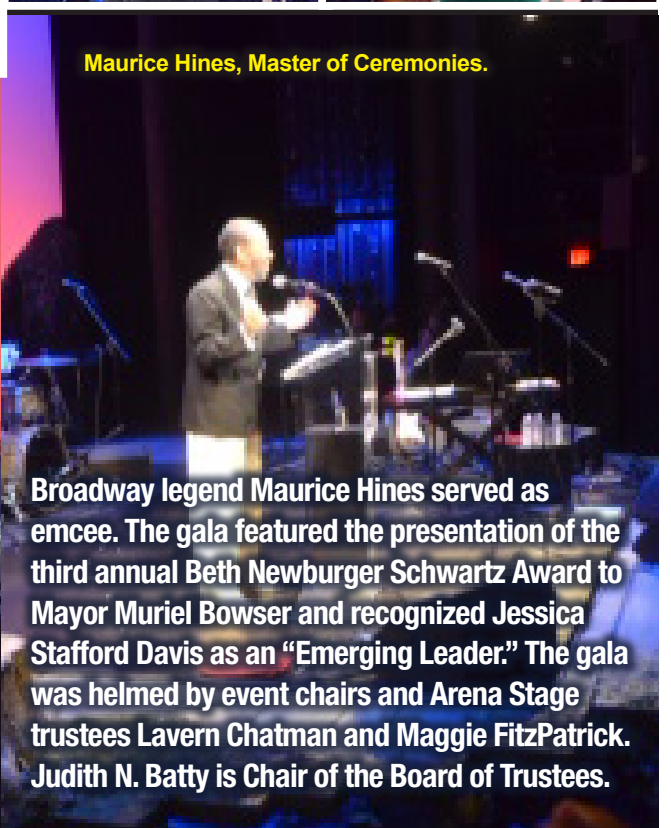 Maurice Hines, Master of Ceremonies.
Broadway legend Maurice Hines served as
emcee. The gala featured the presentation of the
third annual Beth Newburger Schwartz Award to
Mayor Muriel Bowser and recognized Jessica
Stafford Davis as an “Emerging Leader.” The gala
was helmed by event chairs and Arena Stage
trustees Lavern Chatman and Maggie FitzPatrick.
Judith N. Batty is Chair of the Board of Trustees.